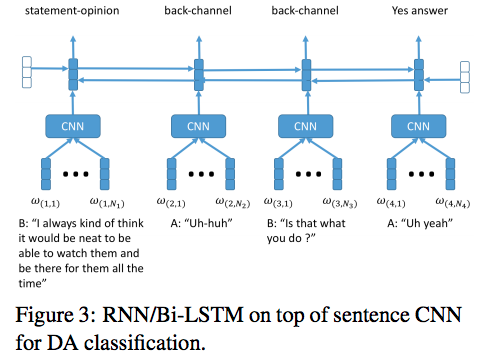 statement-opinion back-channel back-channel Yes answer
CNN CNN CNN CNN
ω(1,1) ω(1,N₁) ω(2,1) ω(2,N₂) ω(3,1) ω(3,N₃) ω(4,1) ω(4,N₄)
B: “I always kind of think
it would be neat to be
able to watch them and
be there for them all the
time”
A: “Uh-huh”
B: “Is that what
you do ?”
A: “Uh yeah”
Figure 3: RNN/Bi-LSTM on top of sentence CNN
for DA classification.